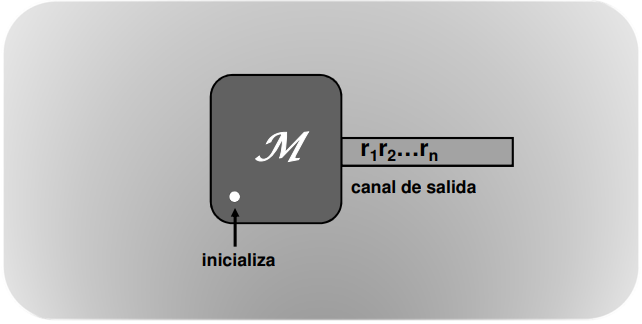 ℳ
r₁r₂...rₙ
canal de salida
inicializa